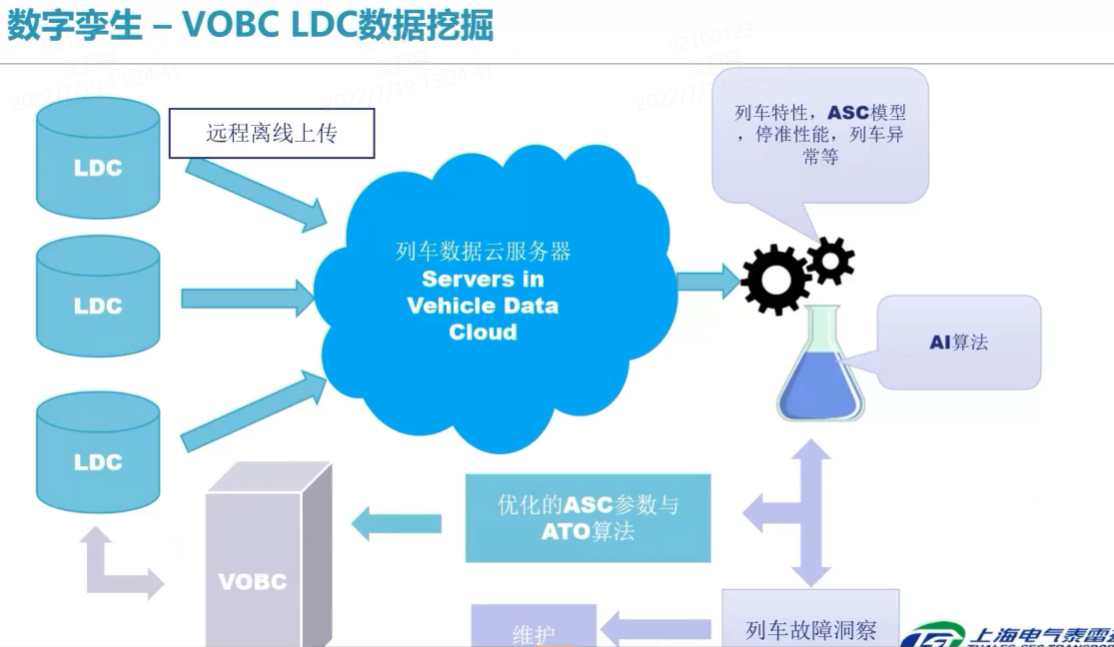 数字孪生 – VOBC LDC数据挖掘
92100123
2022/7/19 13:24:41
2022/7/19 13:24:41
2022/7/19 13:24:41
远程离线上传
LDC
LDC
LDC
列车数据云服务器
Servers in
Vehicle Data
Cloud
列车特性，ASC模型
，停准性能，列车异
常等
AI算法
优化的ASC参数与
ATO算法
VOBC
维护
列车故障洞察
上海电气泰雷兹